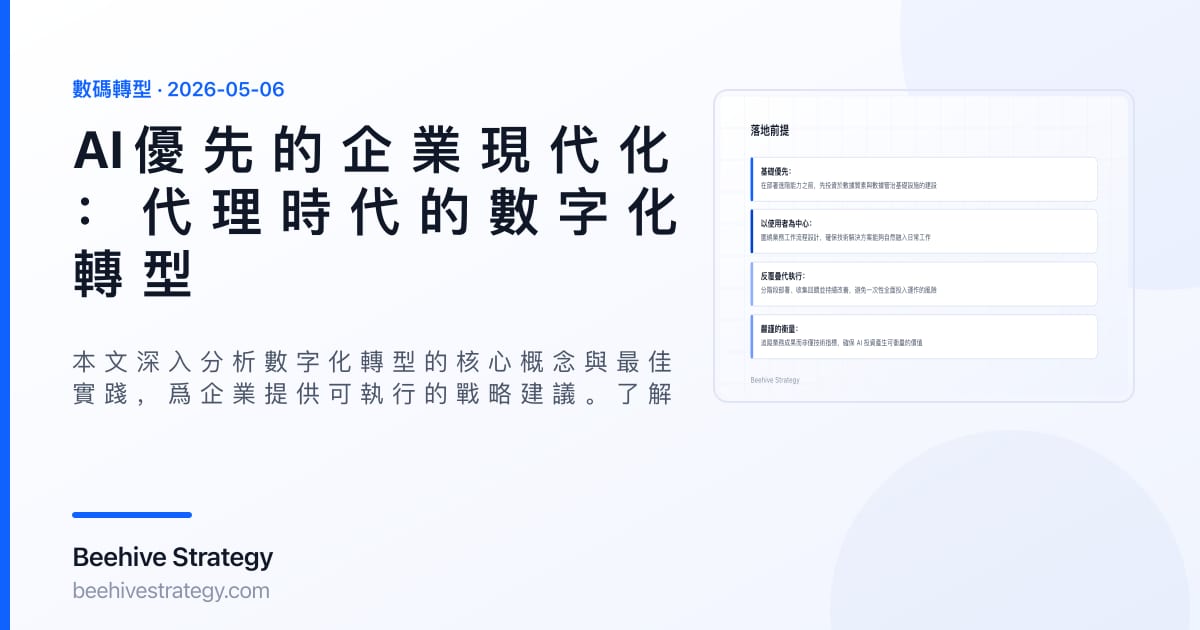 數碼轉型 · 2026-05-06
AI優先的企業現代化
：代理時代的數字化
轉型
本文深入分析數字化轉型的核心概念與最佳
實踐，爲企業提供可執行的戰略建議。了解
Beehive Strategy
beehivestrategy.com
落地前提
基礎優先：
在部署進階能力之前，先投資於數據質素與數據管治基礎設施的建設
以使用者為中心：
圍繞業務工作流程設計，確保技術解決方案能夠自然融入日常工作
反覆疊代執行：
分階段部署、收集回饋並持續改善，避免一次性全面投入運作的風險
嚴謹的衡量：
追蹤業務成果而非僅技術指標，確保 AI 投資產生可衡量的價值
Beehive Strategy